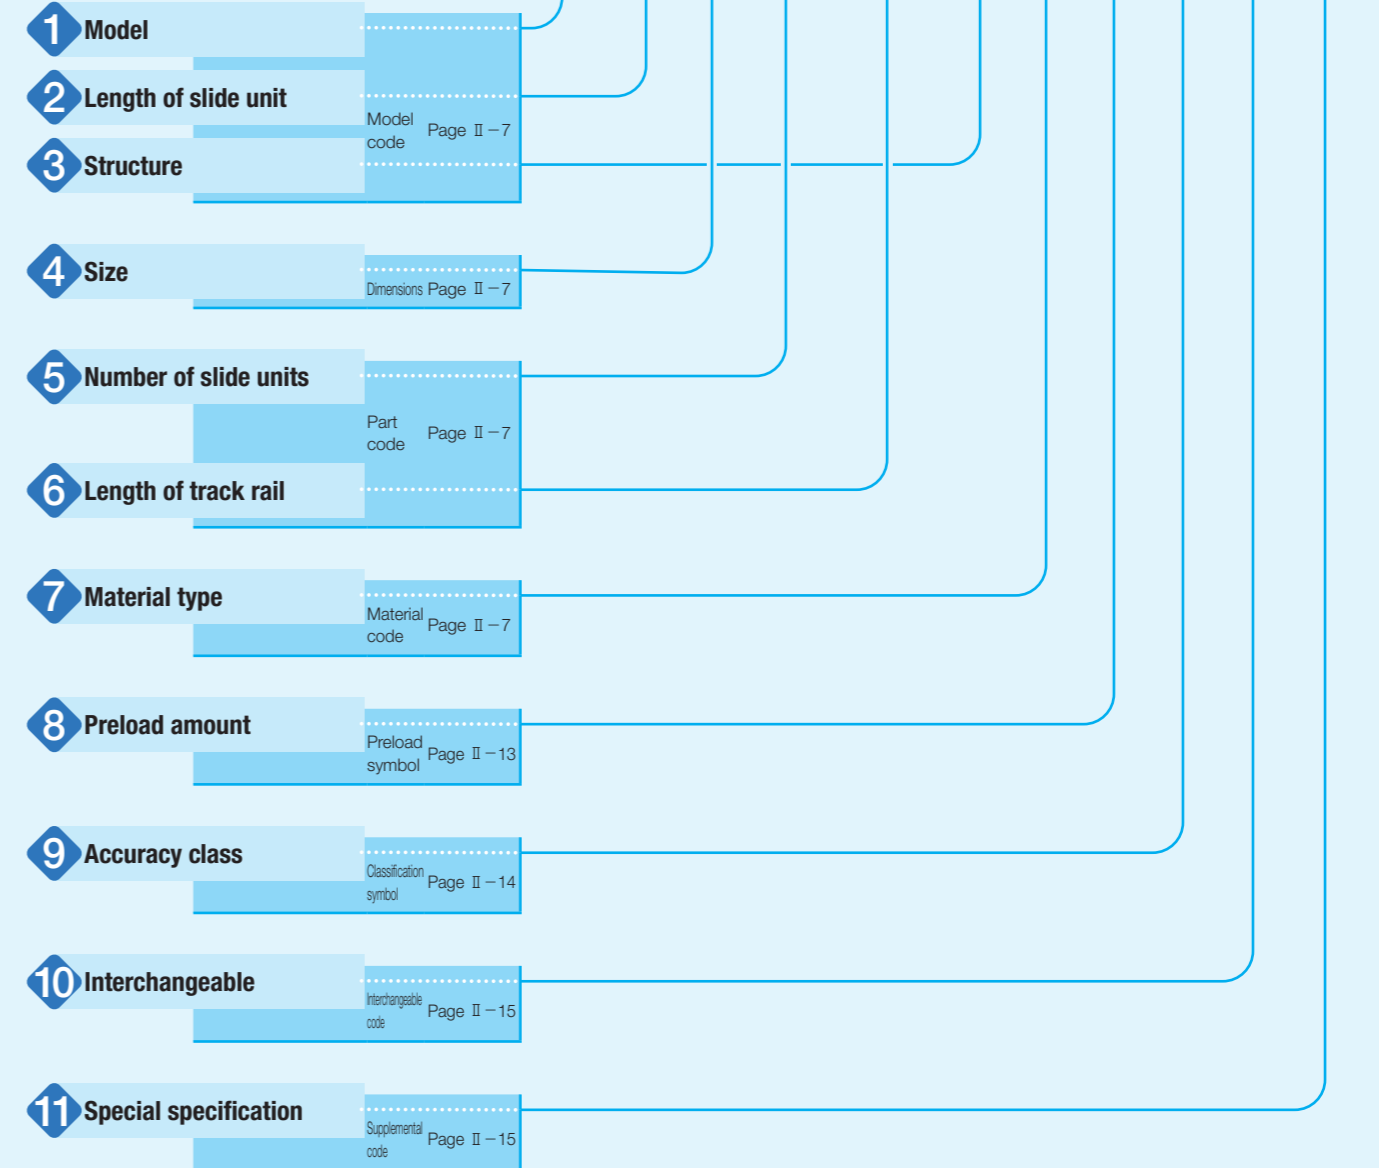 1 Model
2 Length of slide unit
Model
code
Page Ⅱ−7
3 Structure
4 Size
Dimensions Page Ⅱ−7
5 Number of slide units
Part
code
Page Ⅱ−7
6 Length of track rail
7 Material type
Material
code
Page Ⅱ−7
8 Preload amount
Preload
symbol
Page Ⅱ−13
9 Accuracy class
Classification
symbol
Page Ⅱ−14
10 Interchangeable
Interchangeable
code
Page Ⅱ−15
11 Special specification
Supplemental
code
Page Ⅱ−15